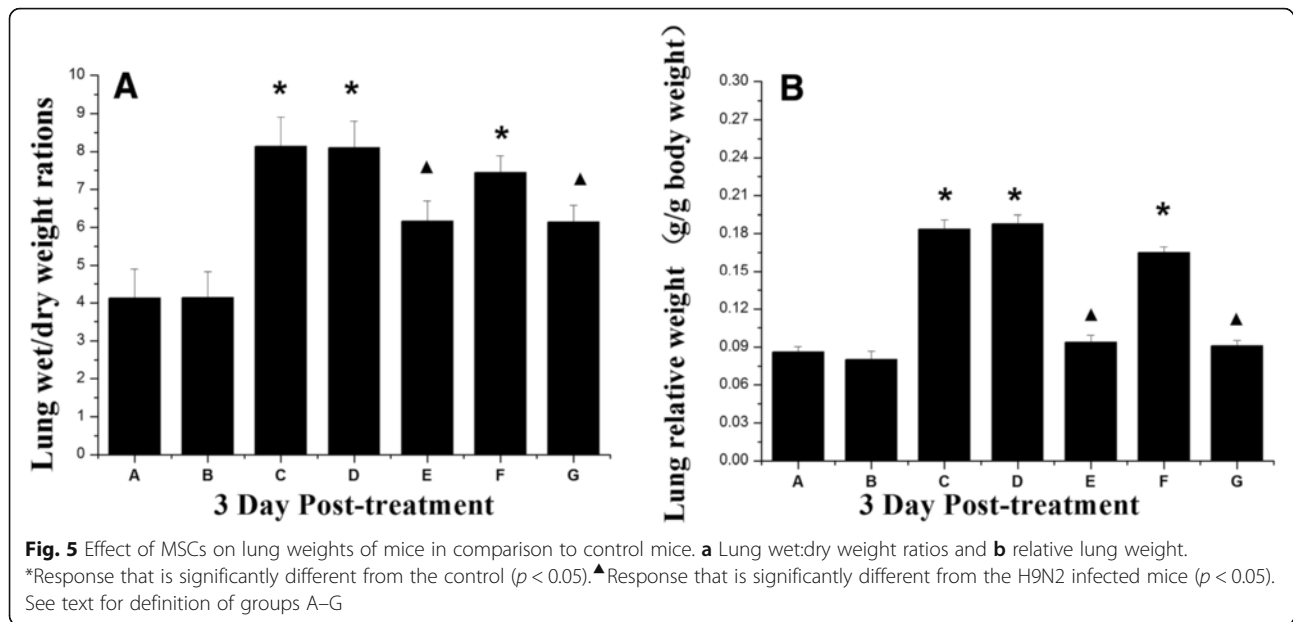 A
Lung wet/dry weight rations
10
9
8
7
6
5
4
3
2
1
0
* * ▲ * ▲
A B C D E F G
3 Day Post-treatment
B
Lung relative weight (g/g body weight)
0.30
0.27
0.24
0.21
0.18
0.15
0.12
0.09
0.06
0.03
0.00
* * ▲ * ▲
A B C D E F G
3 Day Post-treatment
Fig. 5 Effect of MSCs on lung weights of mice in comparison to control mice. a Lung wet:dry weight ratios and b relative lung weight.
*Response that is significantly different from the control (p < 0.05). ▲Response that is significantly different from the H9N2 infected mice (p < 0.05).
See text for definition of groups A–G